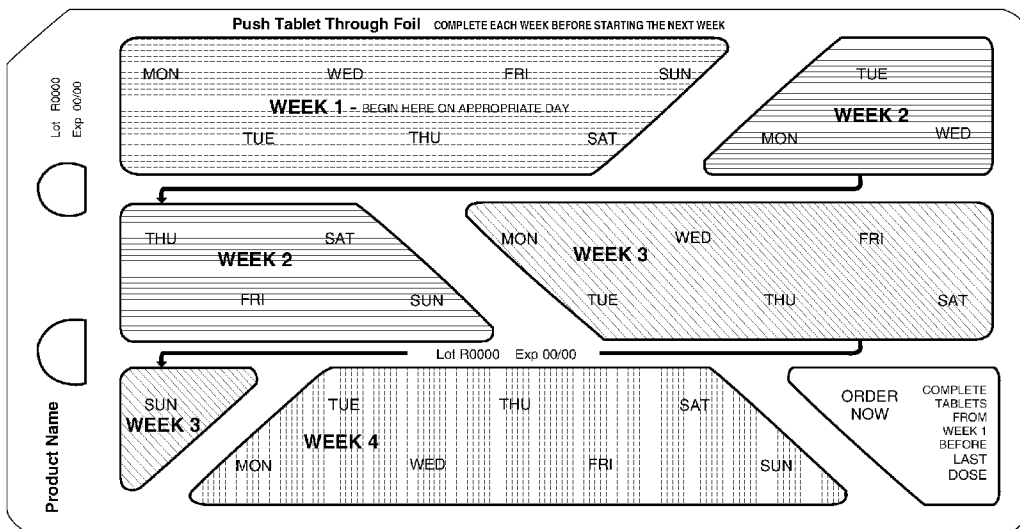 Push Tablet Through Foil COMPLETE EACH WEEK BEFORE STARTING THE NEXT WEEK
Lot R0000
Exp 00/00
MON WED FRI SUN
WEEK 1 - BEGIN HERE ON APPROPRIATE DAY
TUE THU SAT
TUE
WEEK 2
MON WED
THU SAT
WEEK 2
FRI SUN
MON WED FRI
WEEK 3
TUE THU SAT
Lot R0000 Exp 00/00
Product Name
SUN
WEEK 3
TUE THU SAT
WEEK 4
MON WED FRI SUN
ORDER
NOW
COMPLETE
TABLETS
FROM
WEEK 1
BEFORE
LAST
DOSE